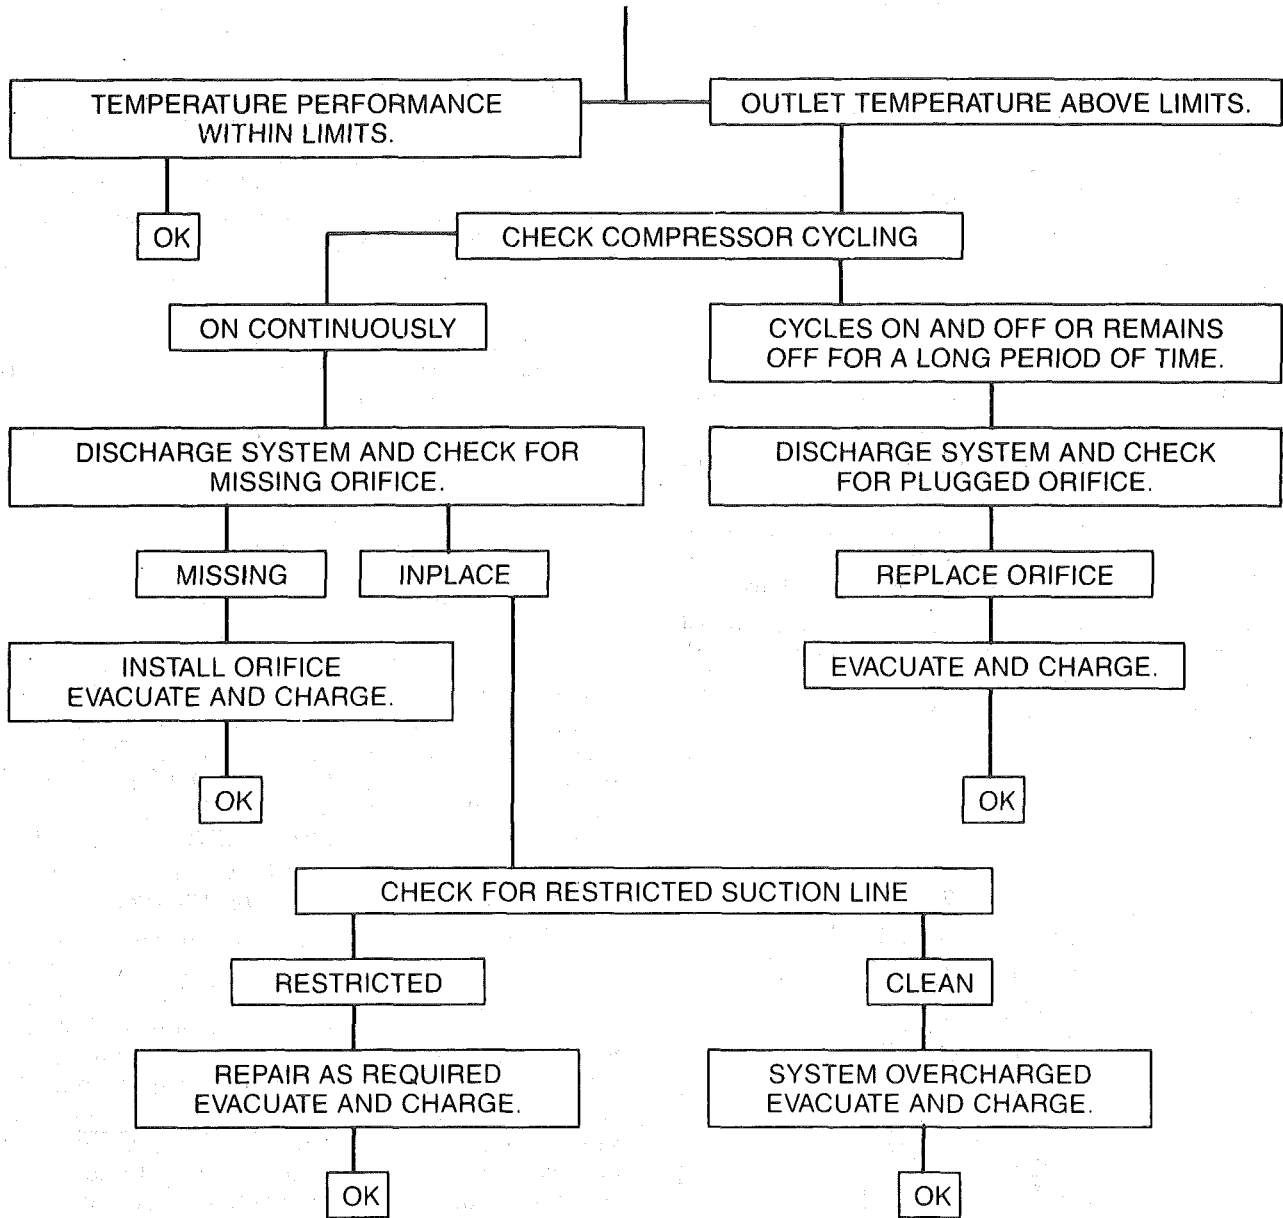 TEMPERATURE PERFORMANCE
WITHIN LIMITS.
OUTLET TEMPERATURE ABOVE LIMITS.
OK
CHECK COMPRESSOR CYCLING
ON CONTINUOUSLY
CYCLES ON AND OFF OR REMAINS
OFF FOR A LONG PERIOD OF TIME.
DISCHARGE SYSTEM AND CHECK FOR
MISSING ORIFICE.
DISCHARGE SYSTEM AND CHECK
FOR PLUGGED ORIFICE.
MISSING
INPLACE
REPLACE ORIFICE
INSTALL ORIFICE
EVACUATE AND CHARGE.
EVACUATE AND CHARGE.
OK
OK
CHECK FOR RESTRICTED SUCTION LINE
RESTRICTED
CLEAN
REPAIR AS REQUIRED
EVACUATE AND CHARGE.
SYSTEM OVERCHARGED
EVACUATE AND CHARGE.
OK
OK